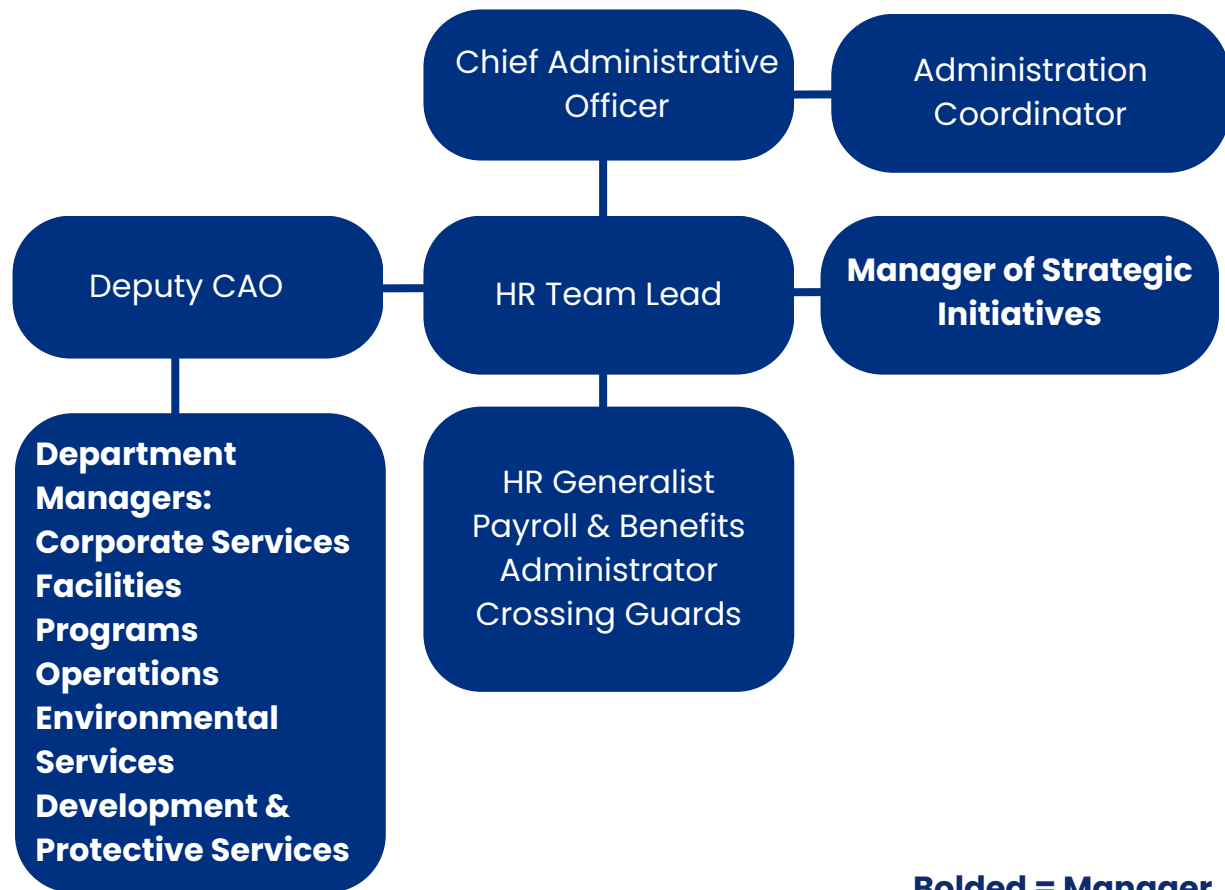 Chief Administrative
Officer
Administration
Coordinator
Deputy CAO
HR Team Lead
Manager of Strategic
Initiatives
Department
Managers:
Corporate Services
Facilities
Programs
Operations
Environmental
Services
Development &
Protective Services
HR Generalist
Payroll & Benefits
Administrator
Crossing Guards
Bolded = Manager